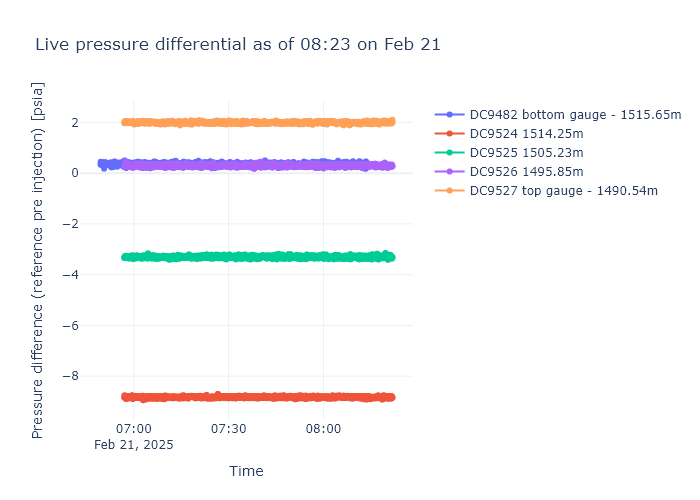 Live pressure differential as of 08:23 on Feb 21
Pressure difference (reference pre injection) [psia]
2
0
−2
−4
−6
−8
07:00
Feb 21, 2025
07:30
08:00
Time
DC9482 bottom gauge - 1515.65m
DC9524 1514.25m
DC9525 1505.23m
DC9526 1495.85m
DC9527 top gauge - 1490.54m